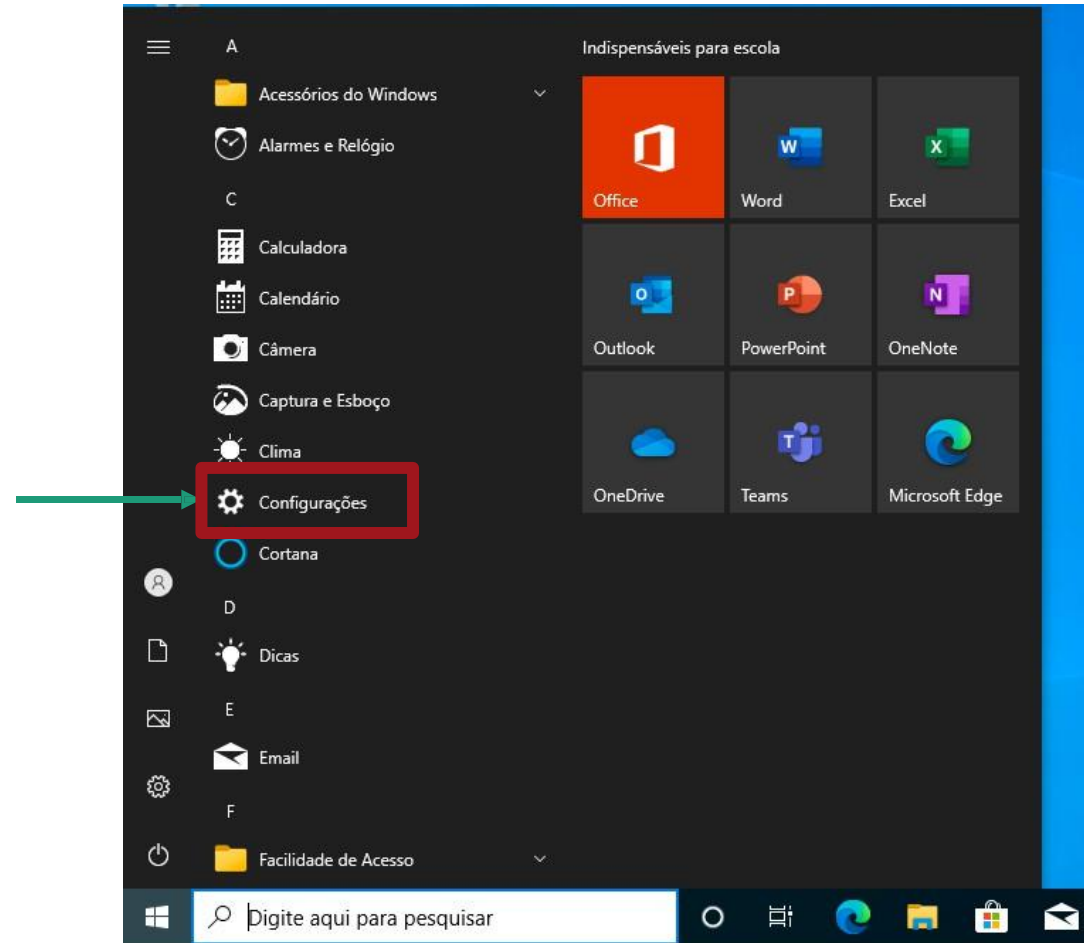 A
Acessórios do Windows
Alarmes e Relógio
C
Calculadora
Calendário
Câmera
Captura e Esboço
Clima
Configurações
Cortana
D
Dicas
E
Email
F
Facilidade de Acesso
Indispensáveis para escola
Office
Word
Excel
Outlook
PowerPoint
OneNote
OneDrive
Teams
Microsoft Edge
Digite aqui para pesquisar